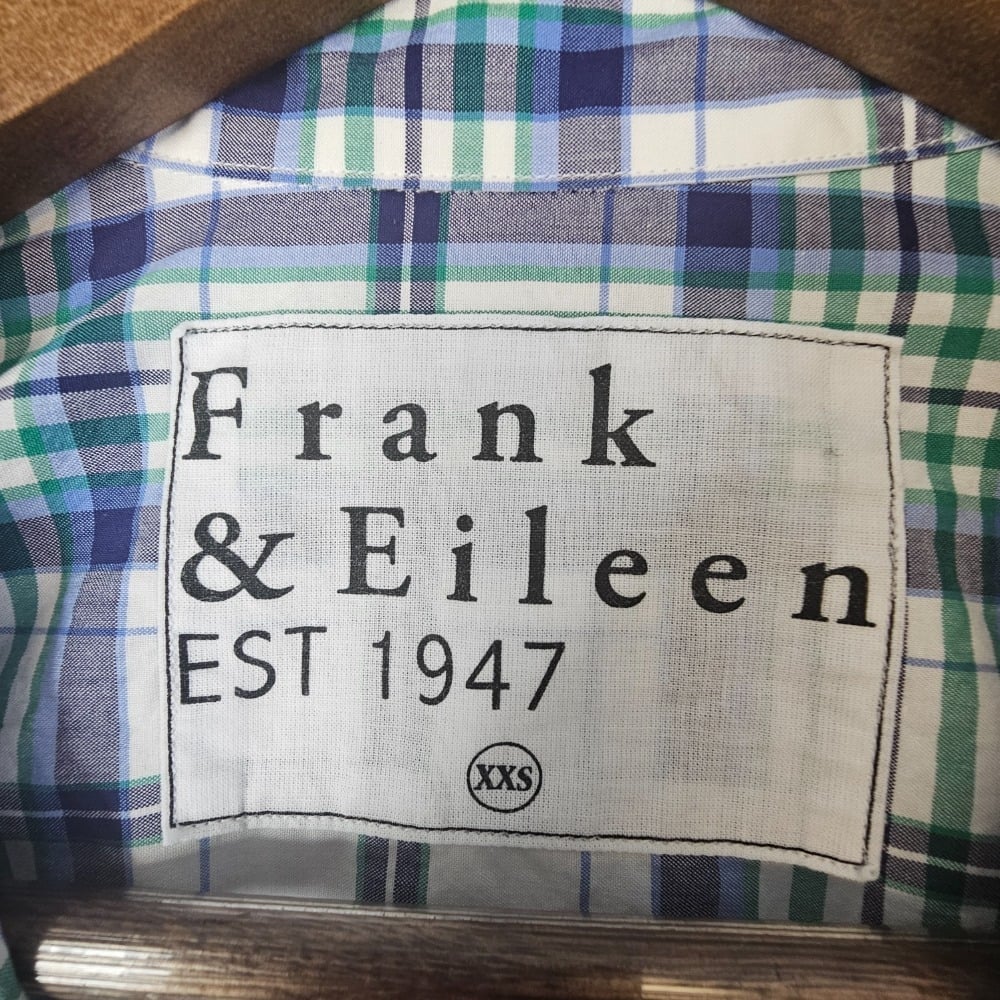 Frank
& Eileen
EST 1947
XXS